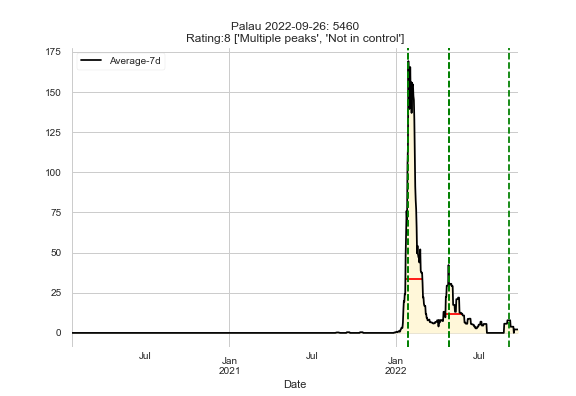 Palau 2022-09-26: 5460
Rating:8 ['Multiple peaks', 'Not in control']
Average-7d
175
150
125
100
75
50
25
0
Jul
Jan
2021
Jul
Jan
2022
Jul
Date